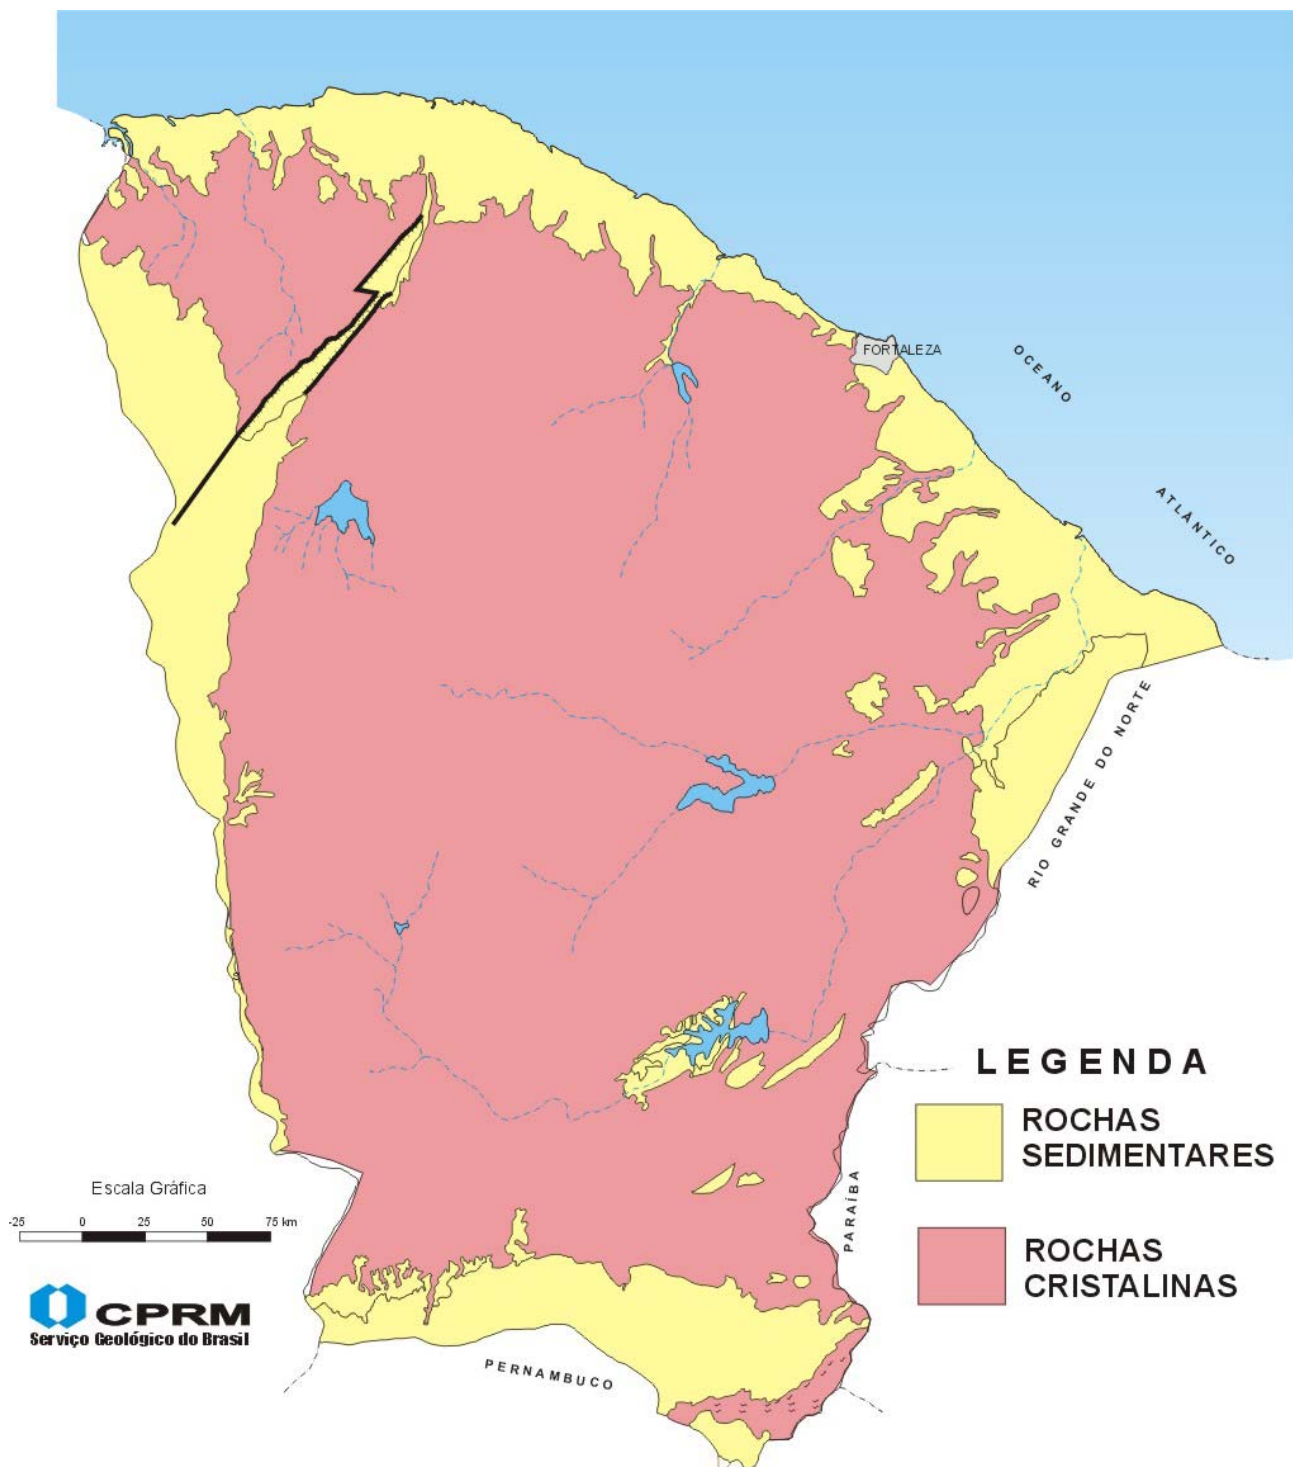 FORTALEZA
OCEANO
ATLÂNTICO
RIO GRANDE DO NORTE
LEGENDA
ROCHAS
SEDIMENTARES
ROCHAS
CRISTALINAS
PARAÍBA
Escala Gráfica
-25 0 25 50 75 km
CPRM
Serviço Geológico do Brasil
PERNAMBUCO